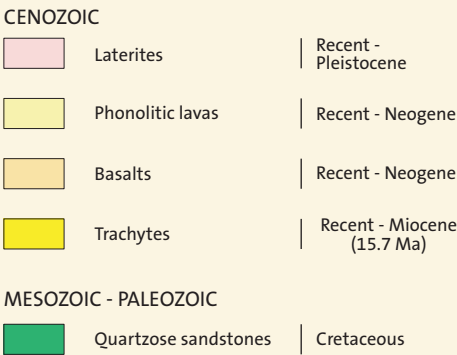 CENOZOIC
Laterites
Recent -
Pleistocene
Phonolitic lavas
Recent - Neogene
Basalts
Recent - Neogene
Trachytes
Recent - Miocene
(15.7 Ma)
MESOZOIC - PALEOZOIC
Quartzose sandstones
Cretaceous